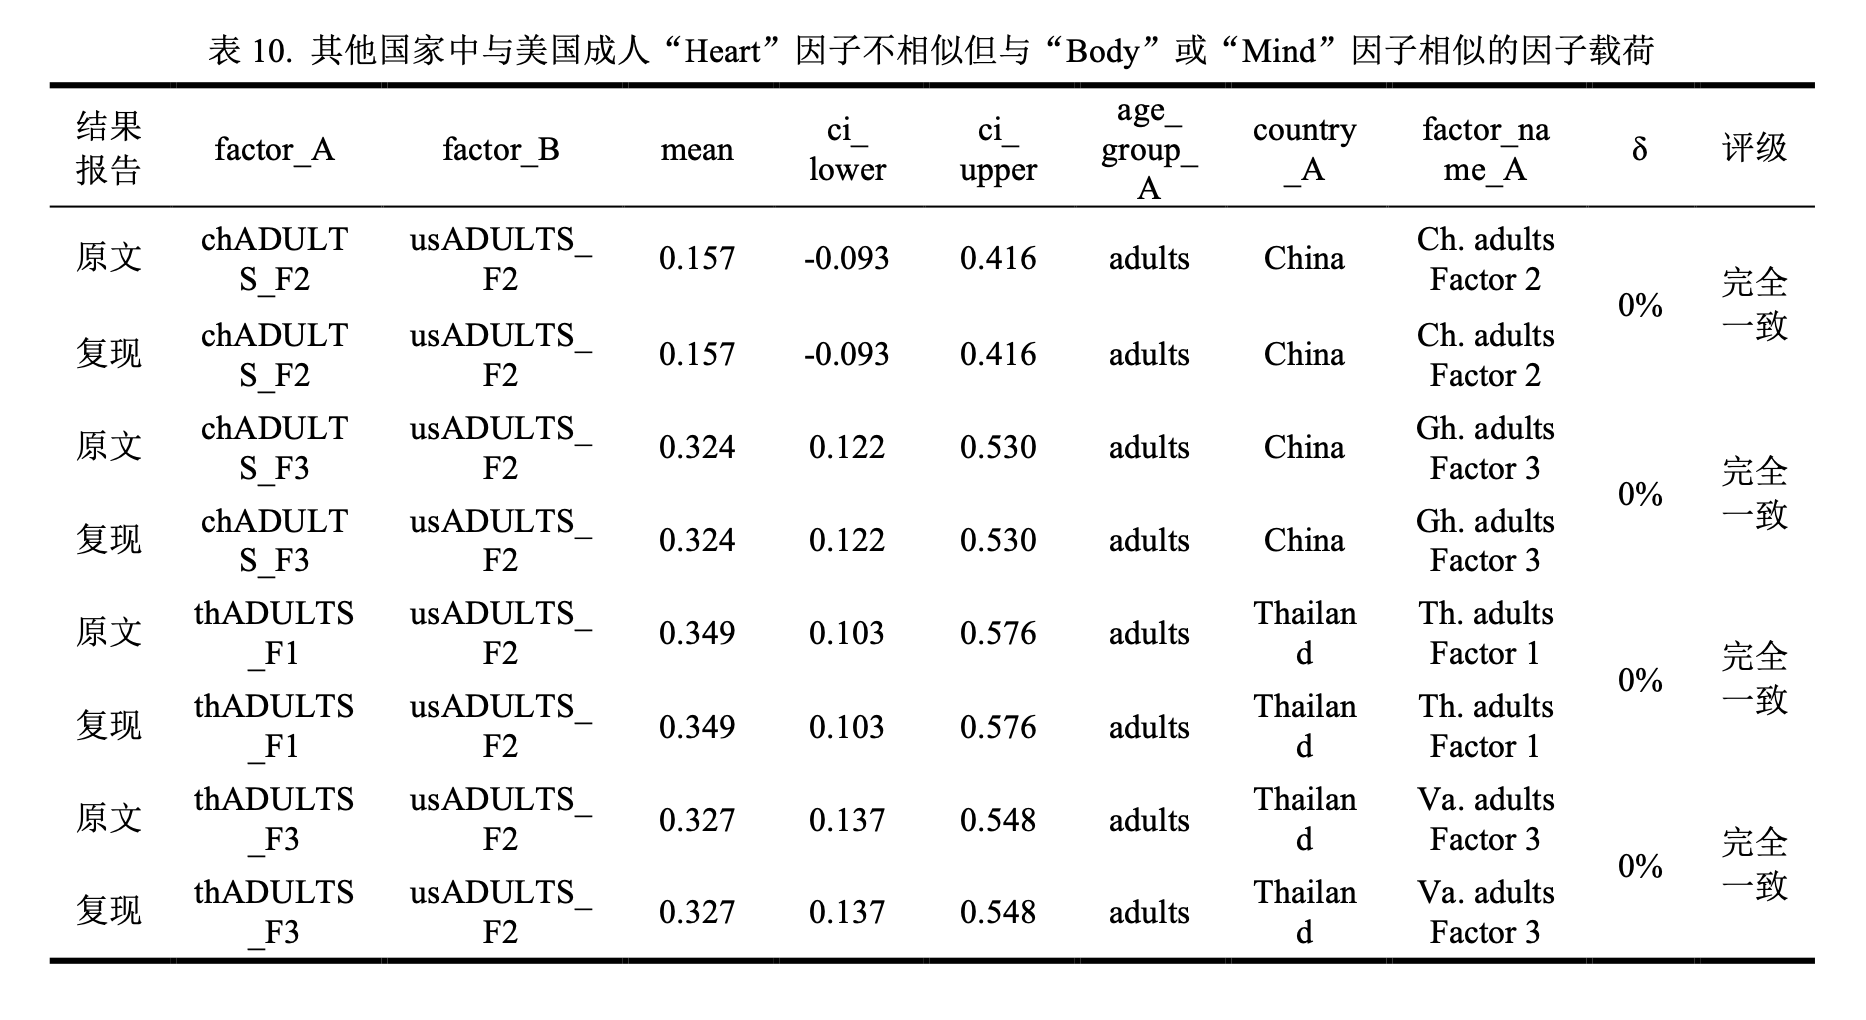 表 10. 其他国家中与美国成人“Heart”因子不相似但与“Body”或“Mind”因子相似的因子载荷
结果报告 factor_A factor_B mean ci_lower ci_upper age_group_A country_A factor_name_A δ 评级
原文 chADULTS_F2 usADULTS_F2 0.157 -0.093 0.416 adults China Ch. adults Factor 2 0% 完全一致
复现 chADULTS_F2 usADULTS_F2 0.157 -0.093 0.416 adults China Ch. adults Factor 2
原文 chADULTS_F3 usADULTS_F2 0.324 0.122 0.530 adults China Gh. adults Factor 3 0% 完全一致
复现 chADULTS_F3 usADULTS_F2 0.324 0.122 0.530 adults China Gh. adults Factor 3
原文 thADULTS_F1 usADULTS_F2 0.349 0.103 0.576 adults Thailand Th. adults Factor 1 0% 完全一致
复现 thADULTS_F1 usADULTS_F2 0.349 0.103 0.576 adults Thailand Th. adults Factor 1
原文 thADULTS_F3 usADULTS_F2 0.327 0.137 0.548 adults Thailand Va. adults Factor 3 0% 完全一致
复现 thADULTS_F3 usADULTS_F2 0.327 0.137 0.548 adults Thailand Va. adults Factor 3